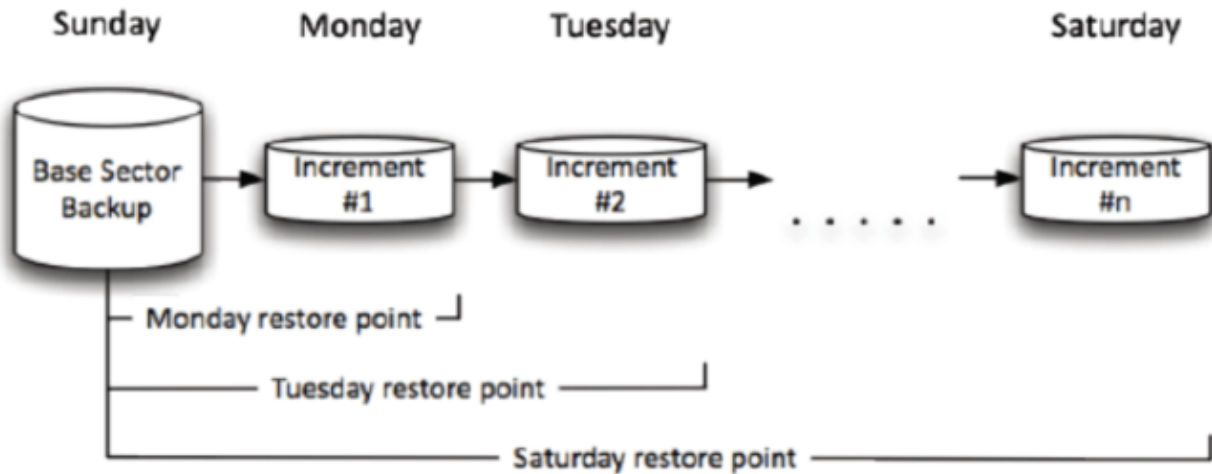 Sunday
Monday
Tuesday
Saturday
Base Sector
Backup
Increment
#1
Increment
#2
. . . . .
Increment
#n
Monday restore point
Tuesday restore point
Saturday restore point